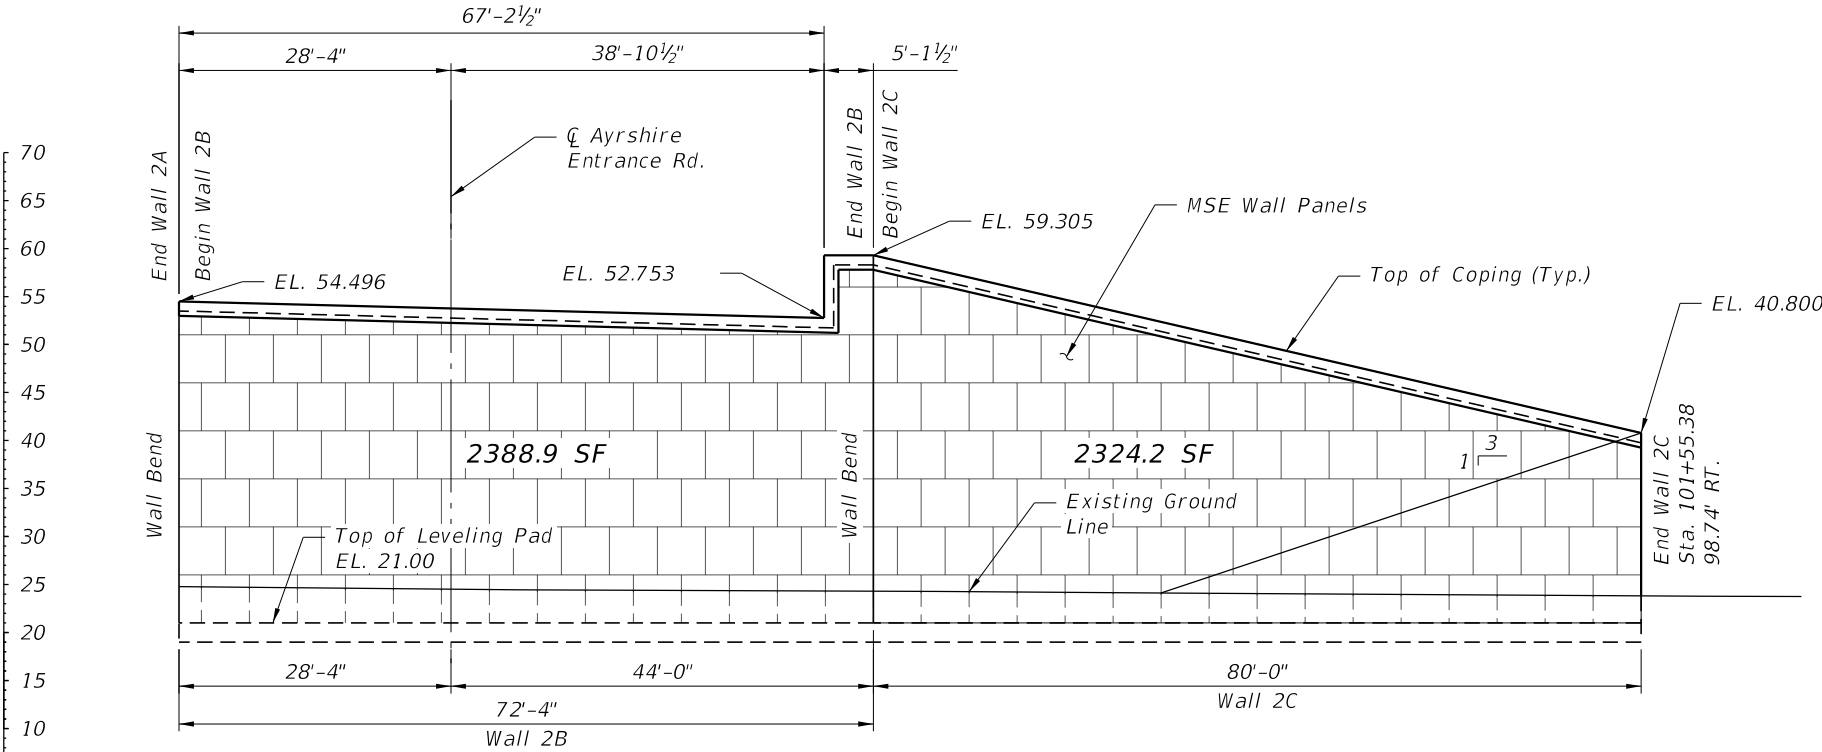 67'-2½"
28'-4"
38'-10½"
5'-1½"
End Wall 2A
Begin Wall 2B
℄ Ayrshire
Entrance Rd.
End Wall 2B
Begin Wall 2C
EL. 54.496
EL. 52.753
EL. 59.305
MSE Wall Panels
Top of Coping (Typ.)
EL. 40.800
70
65
60
55
50
45
40
35
30
25
20
15
10
Wall Bend
2388.9 SF
Wall Bend
2324.2 SF
3
1
End Wall 2C
Sta. 101+55.38
98.74' RT.
Top of Leveling Pad
EL. 21.00
Existing Ground
Line
28'-4"
44'-0"
80'-0"
Wall 2C
72'-4"
Wall 2B